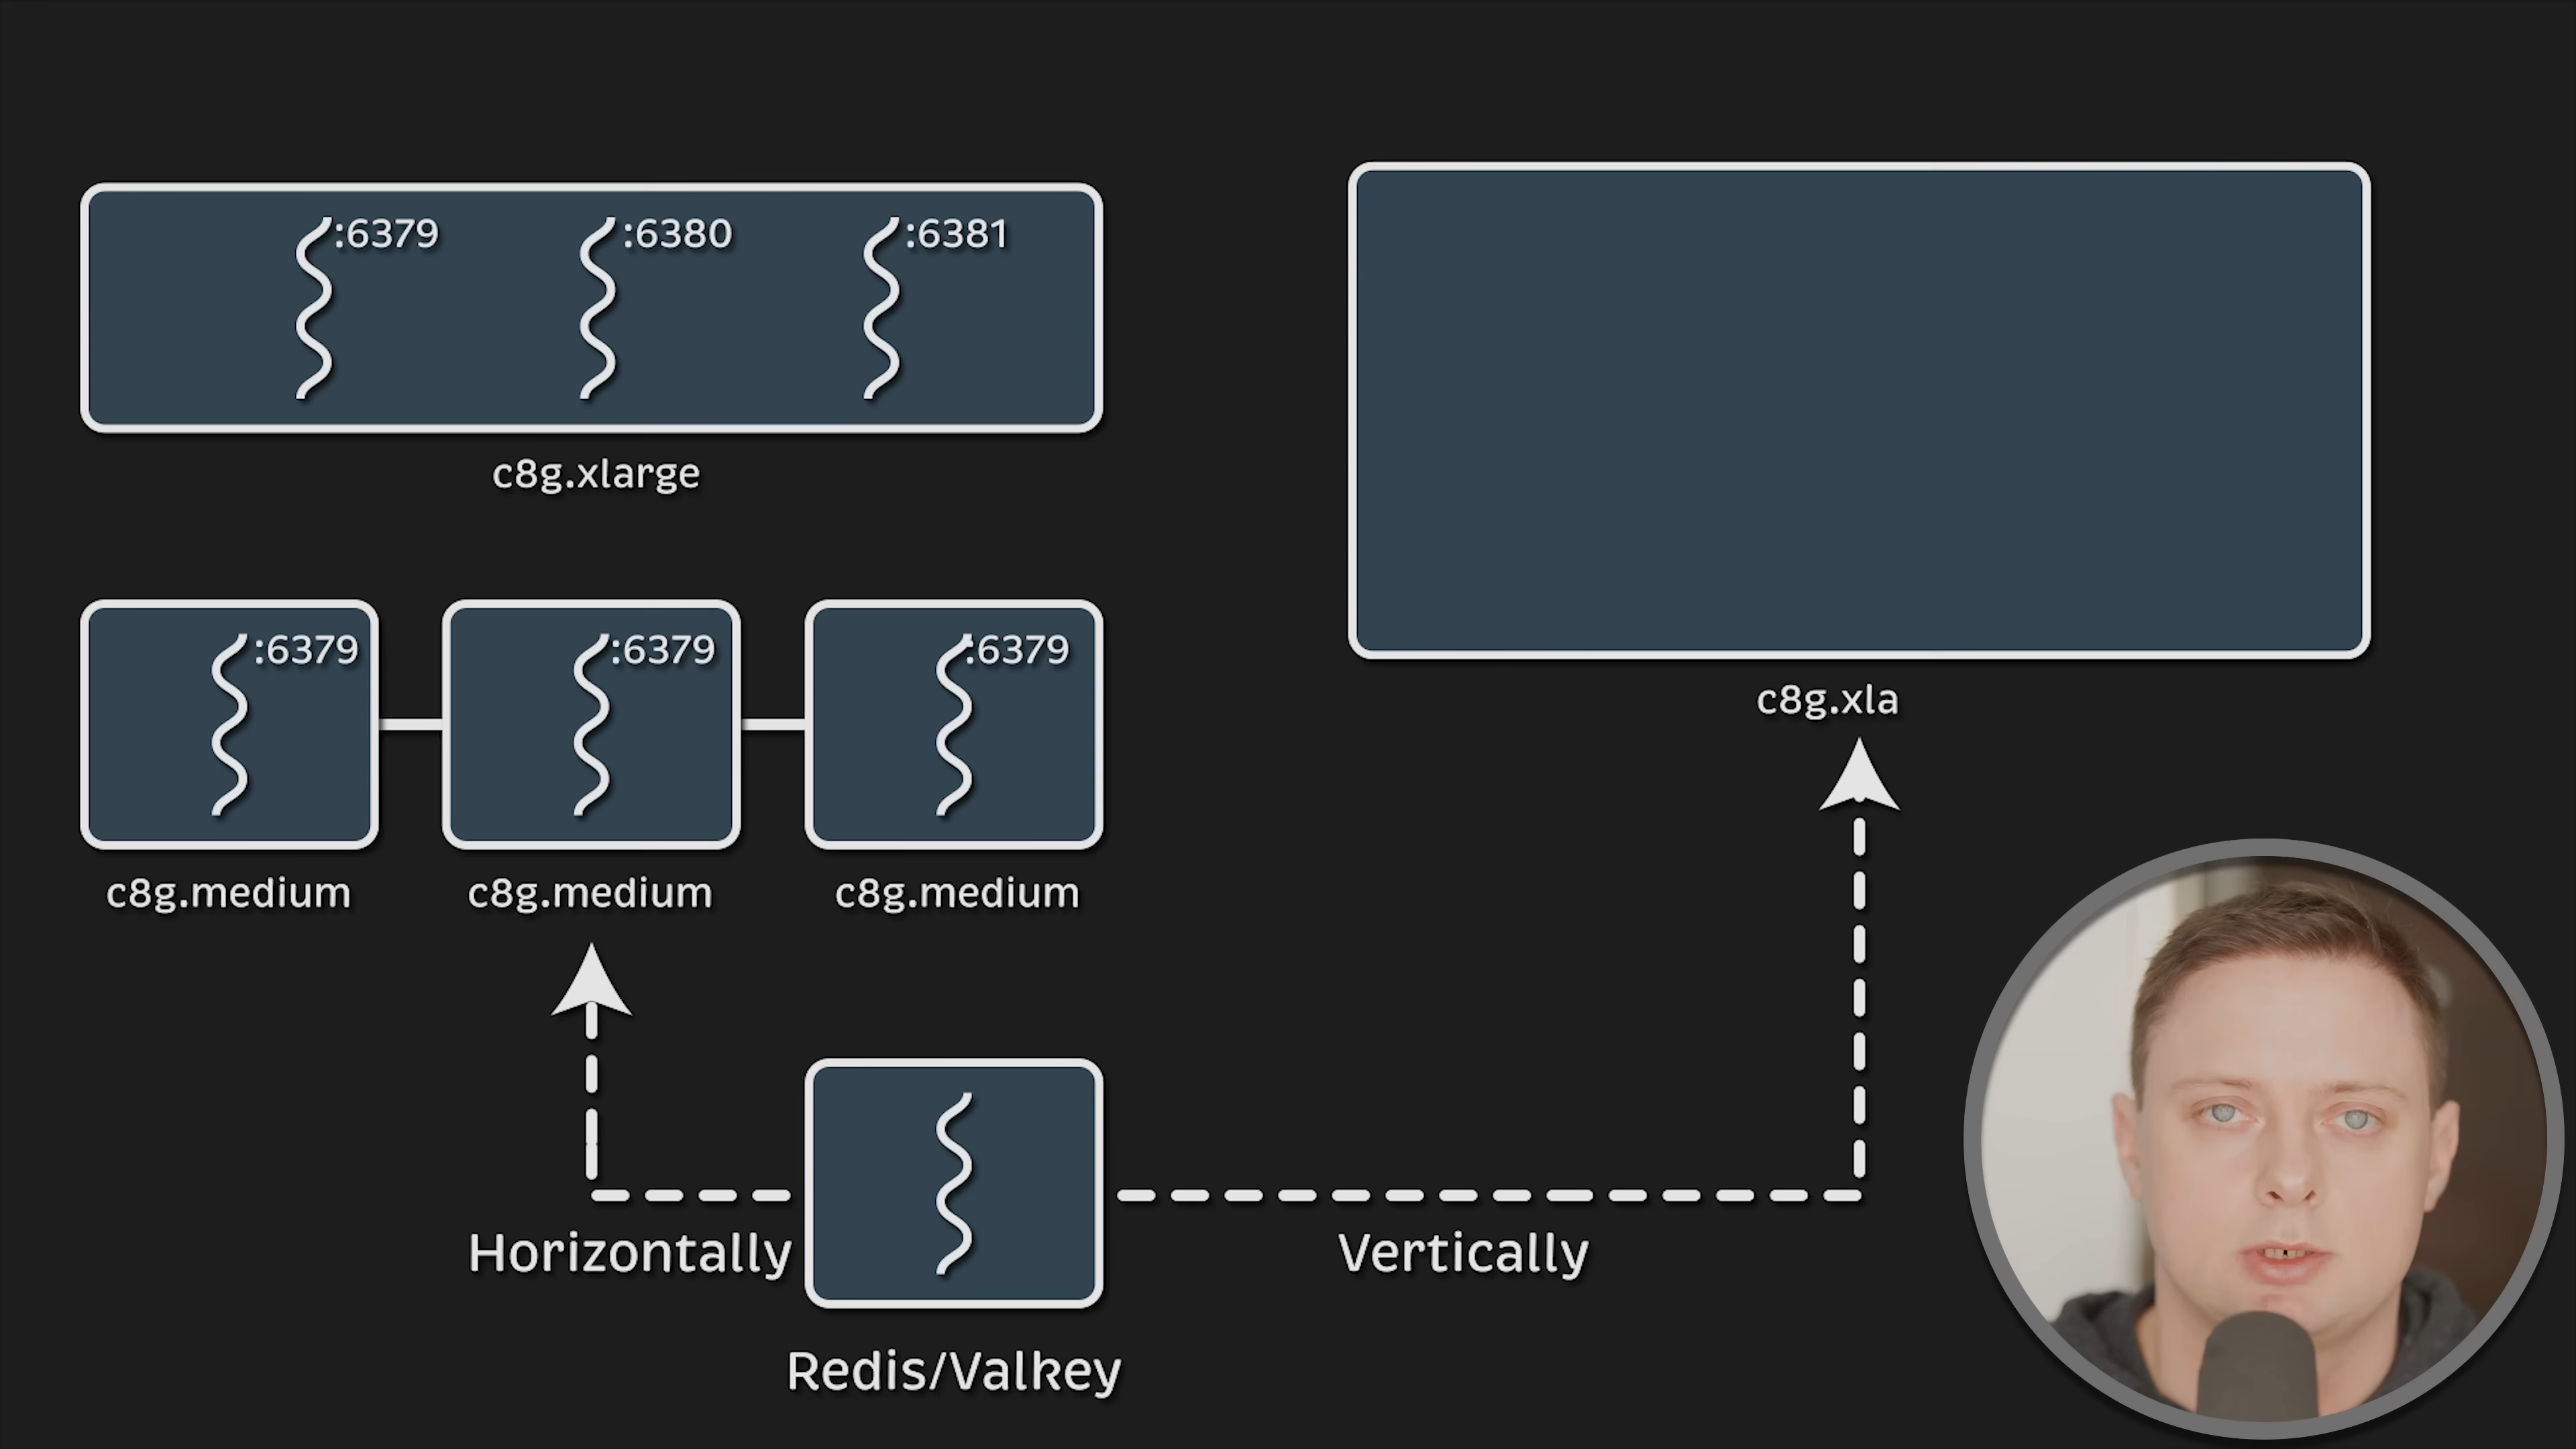 :6379
:6380
:6381
c8g.xlarge
:6379
:6379
:6379
c8g.medium
c8g.medium
c8g.medium
c8g.xla
Horizontally
Vertically
Redis/Valkey